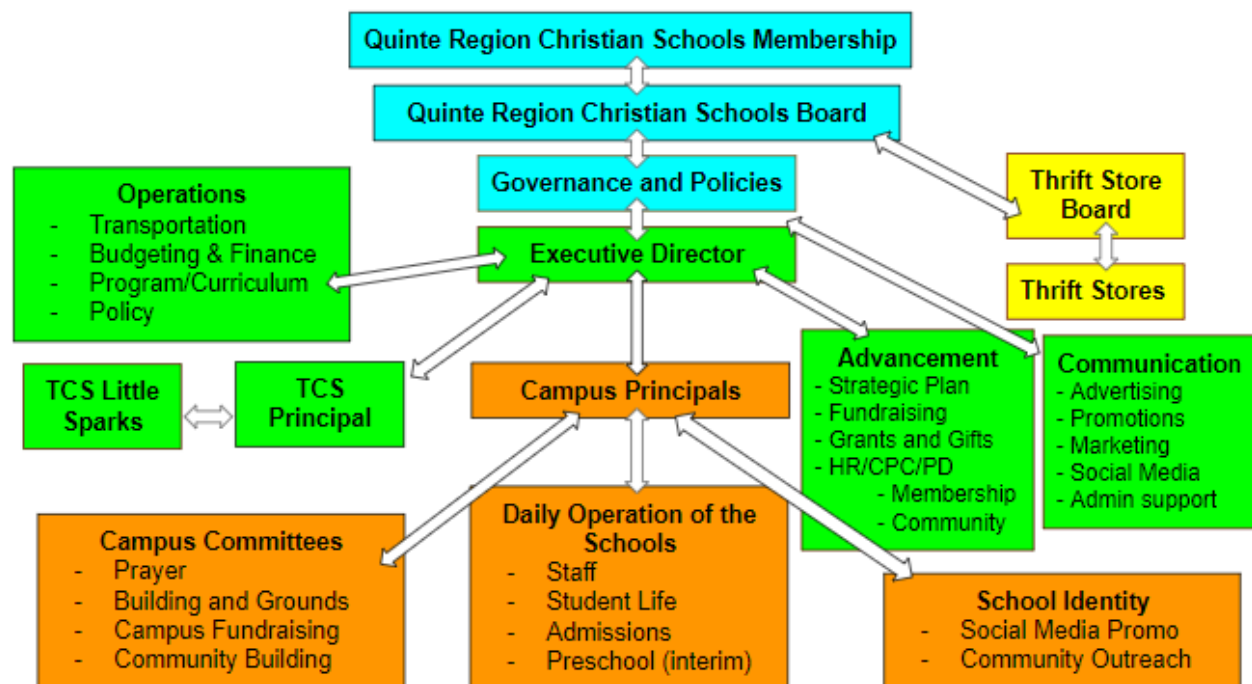 Quinte Region Christian Schools Membership
Quinte Region Christian Schools Board
Governance and Policies
Executive Director
Operations
- Transportation
- Budgeting & Finance
- Program/Curriculum
- Policy
Thrift Store
Board
Thrift Stores
TCS Little
Sparks
TCS
Principal
Campus Principals
Advancement
- Strategic Plan
- Fundraising
- Grants and Gifts
- HR/CPC/PD
- Membership
- Community
Communication
- Advertising
- Promotions
- Marketing
- Social Media
- Admin support
Campus Committees
- Prayer
- Building and Grounds
- Campus Fundraising
- Community Building
Daily Operation of the
Schools
- Staff
- Student Life
- Admissions
- Preschool (interim)
School Identity
- Social Media Promo
- Community Outreach